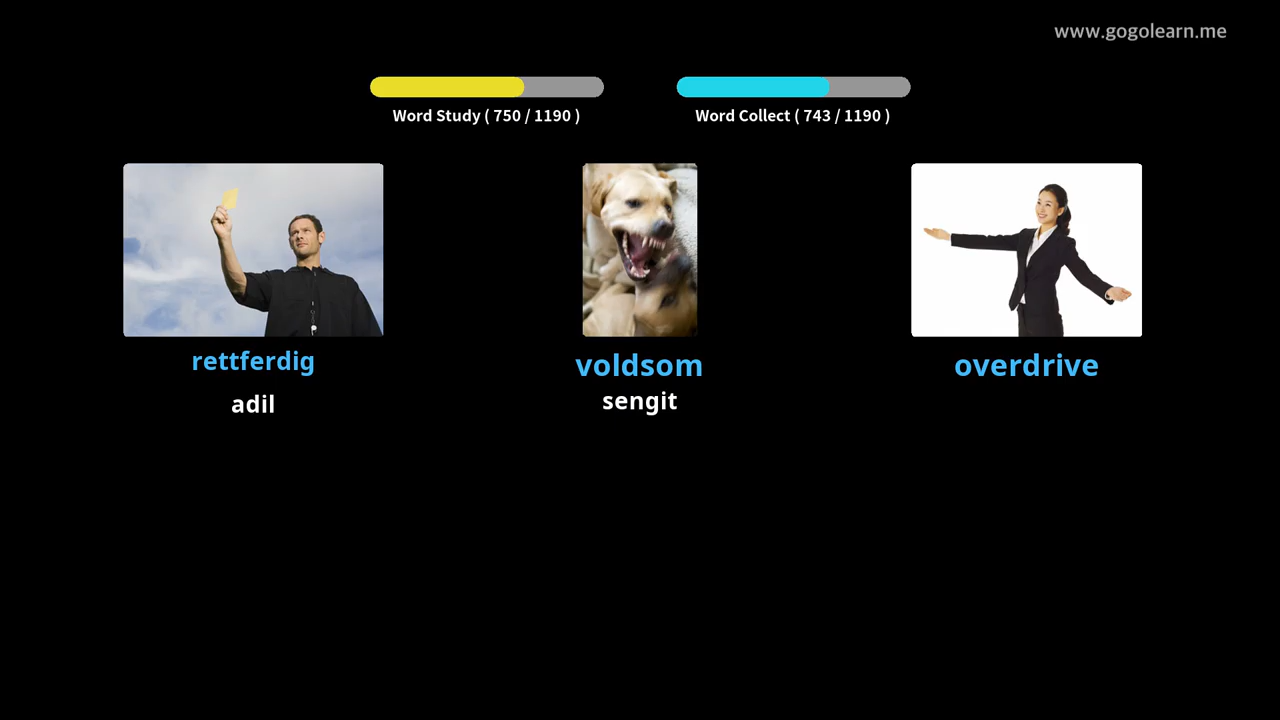 www.gogolearn.me
Word Study ( 750 / 1190 )
Word Collect ( 743 / 1190 )
rettferdig
adil
voldsom
sengit
overdrive